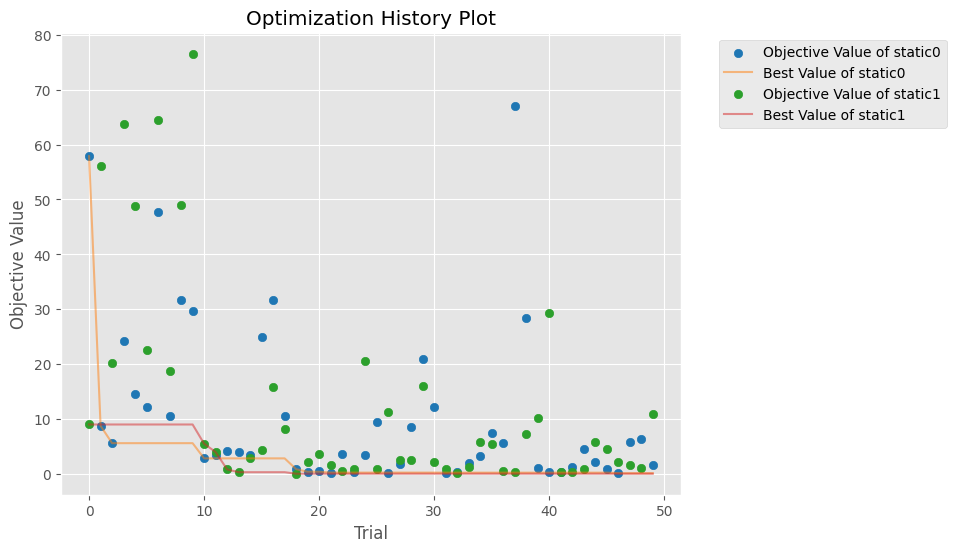 Optimization History Plot
Objective Value
80
70
60
50
40
30
20
10
0
0
10
20
30
40
50
Trial
Objective Value of static0
Best Value of static0
Objective Value of static1
Best Value of static1